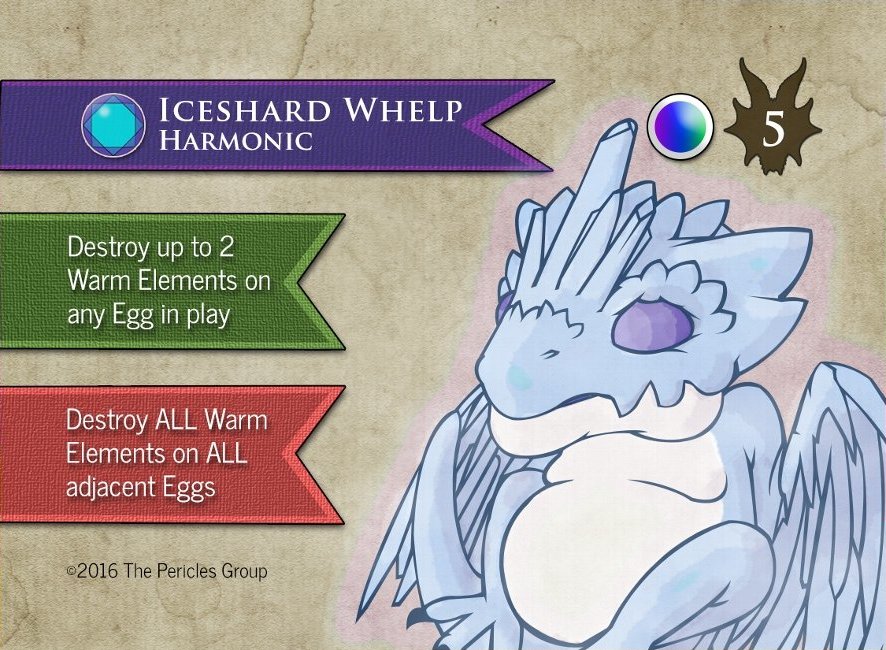 Iceshard Whelp
Harmonic
5
Destroy up to 2
Warm Elements on
any Egg in play
Destroy ALL Warm
Elements on ALL
adjacent Eggs
©2016 The Pericles Group